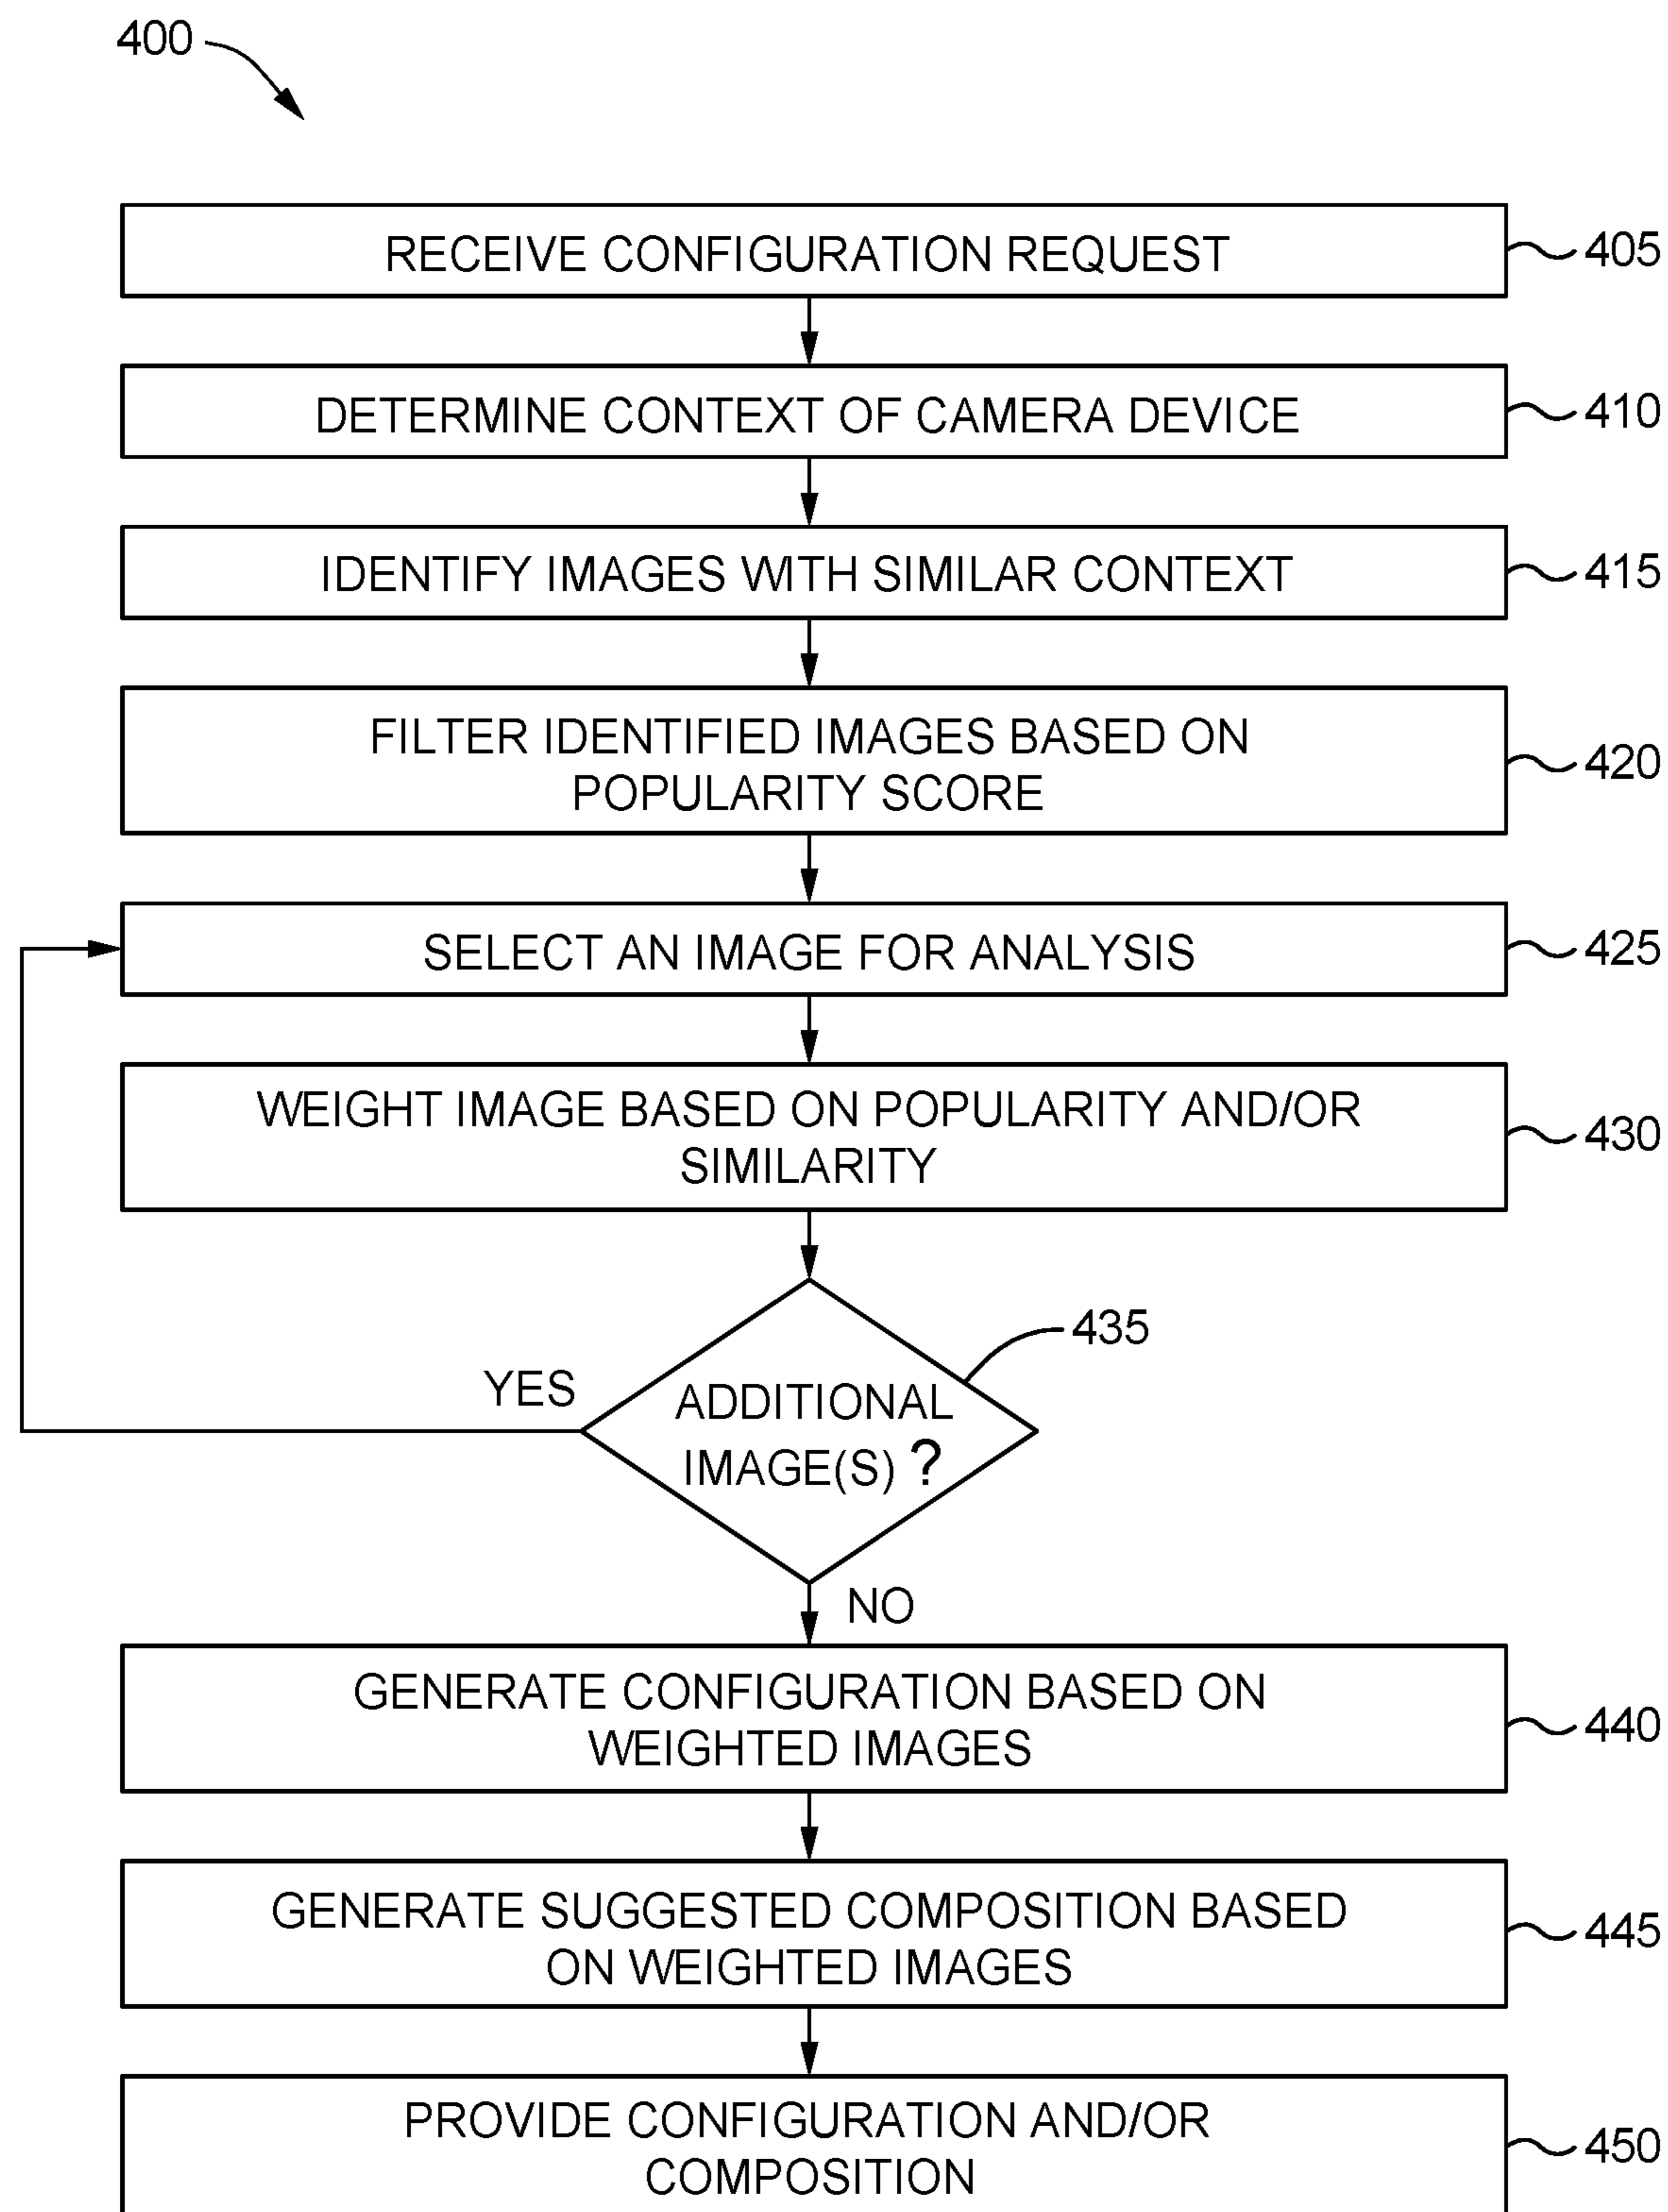 400
RECEIVE CONFIGURATION REQUEST
405
DETERMINE CONTEXT OF CAMERA DEVICE
410
IDENTIFY IMAGES WITH SIMILAR CONTEXT
415
FILTER IDENTIFIED IMAGES BASED ON
POPULARITY SCORE
420
SELECT AN IMAGE FOR ANALYSIS
425
WEIGHT IMAGE BASED ON POPULARITY AND/OR
SIMILARITY
430
435
YES
ADDITIONAL
IMAGE(S) ?
NO
GENERATE CONFIGURATION BASED ON
WEIGHTED IMAGES
440
GENERATE SUGGESTED COMPOSITION BASED
ON WEIGHTED IMAGES
445
PROVIDE CONFIGURATION AND/OR
COMPOSITION
450